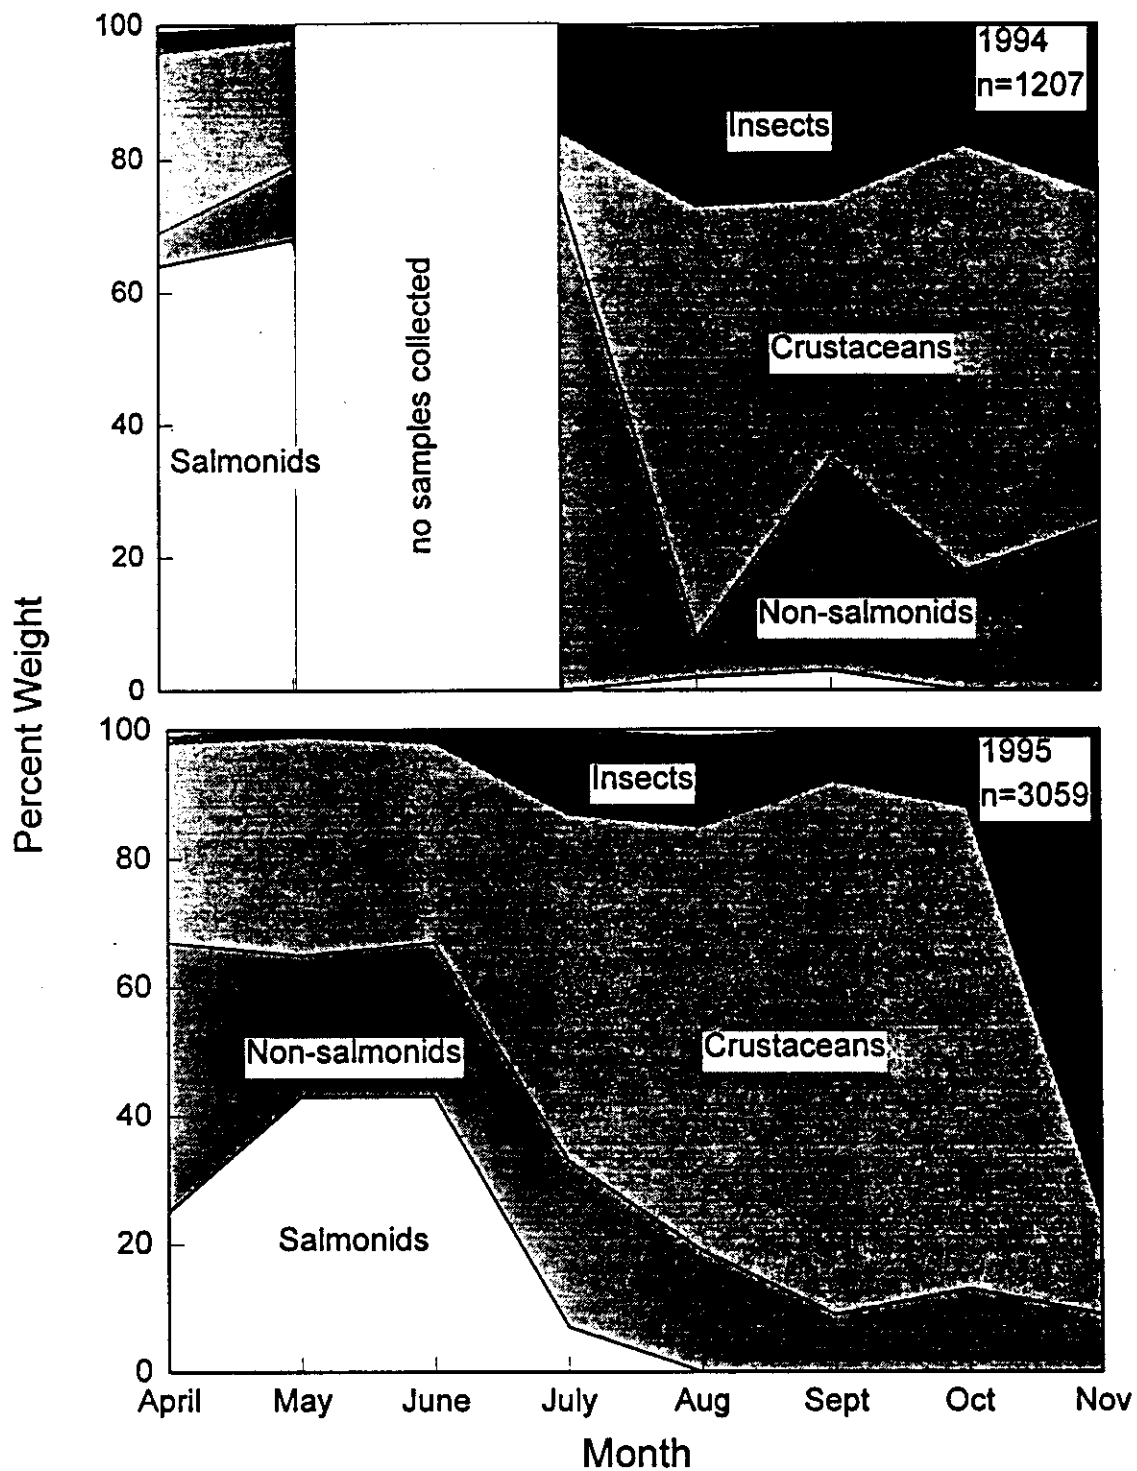 Percent Weight
100
80
60
40
20
0
1994
n=1207
Insects
Crustaceans
Non-salmonids
Salmonids
no samples collected
100
80
60
40
20
0
1995
n=3059
Insects
Crustaceans
Non-salmonids
Salmonids
April May June July Aug Sept Oct Nov
Month